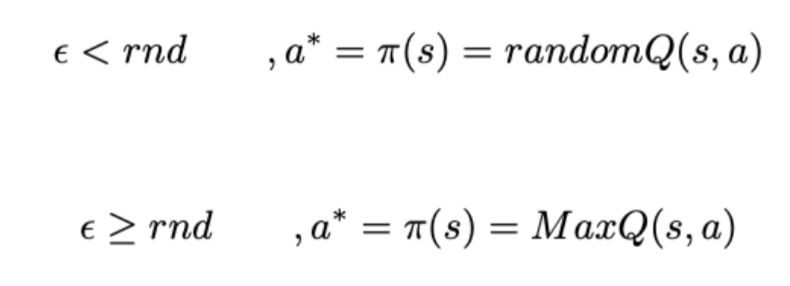 ϵ < rnd , a* = π(s) = randomQ(s, a)
ϵ ≥ rnd , a* = π(s) = MaxQ(s, a)